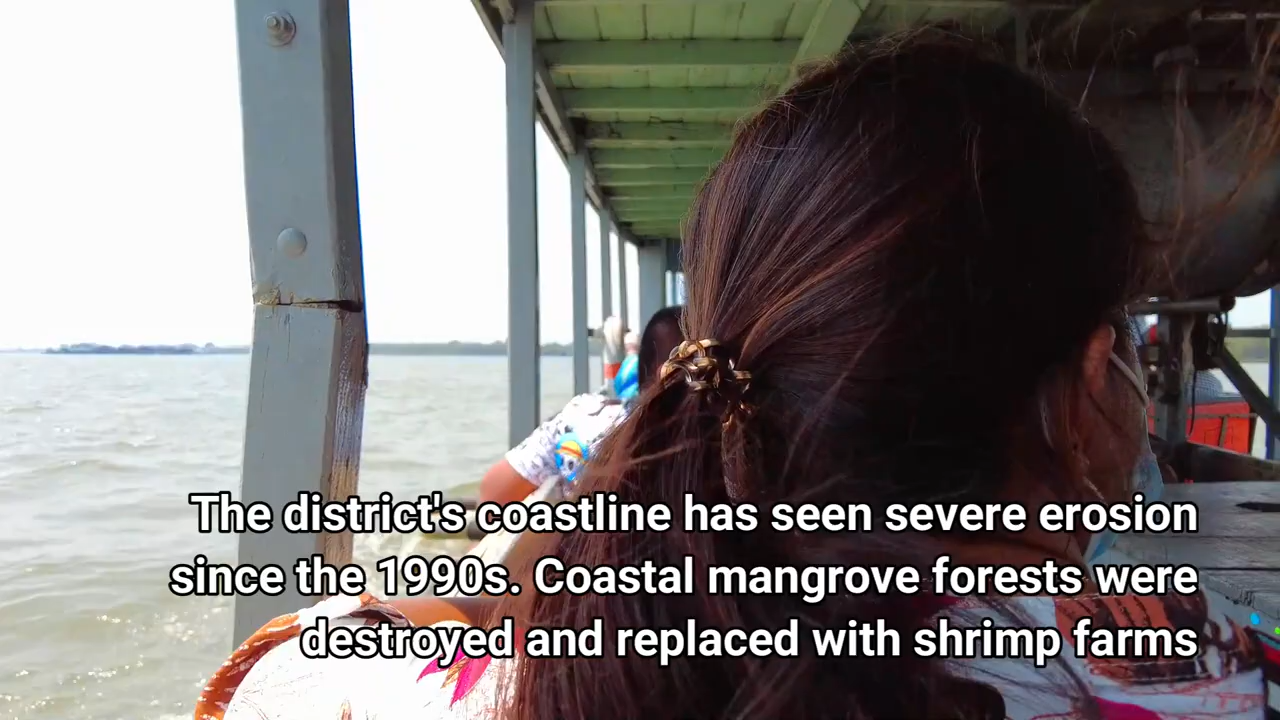 The district's coastline has seen severe erosion
since the 1990s. Coastal mangrove forests were
destroyed and replaced with shrimp farms